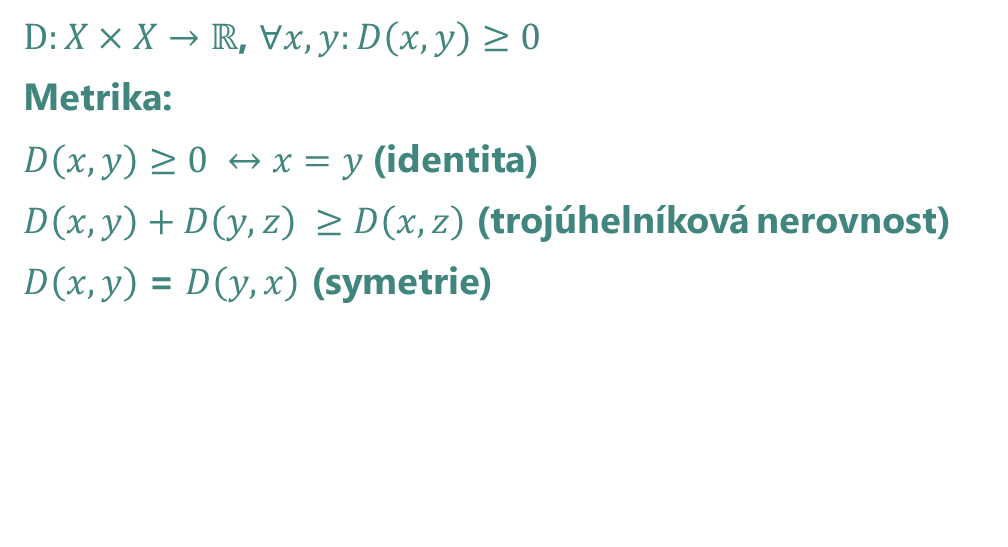 D: 𝑋 × 𝑋 → ℝ, ∀𝑥, 𝑦: 𝐷(𝑥, 𝑦) ≥ 0
Metrika:
𝐷(𝑥, 𝑦) ≥ 0 ↔ 𝑥 = 𝑦 (identita)
𝐷(𝑥, 𝑦) + 𝐷(𝑦, 𝑧) ≥ 𝐷(𝑥, 𝑧) (trojúhelníková nerovnost)
𝐷(𝑥, 𝑦) = 𝐷(𝑦, 𝑥) (symetrie)